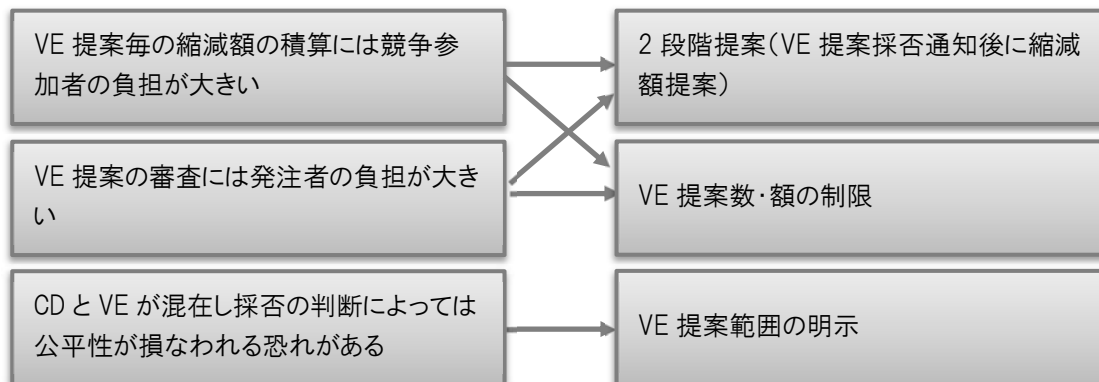 VE 提案毎の縮減額の積算には競争参
加者の負担が大きい
2 段階提案(VE 提案採否通知後に縮減
額提案)
VE 提案の審査には発注者の負担が大き
い
VE 提案数・額の制限
CD と VE が混在し採否の判断によっては
公平性が損なわれる恐れがある
VE 提案範囲の明示